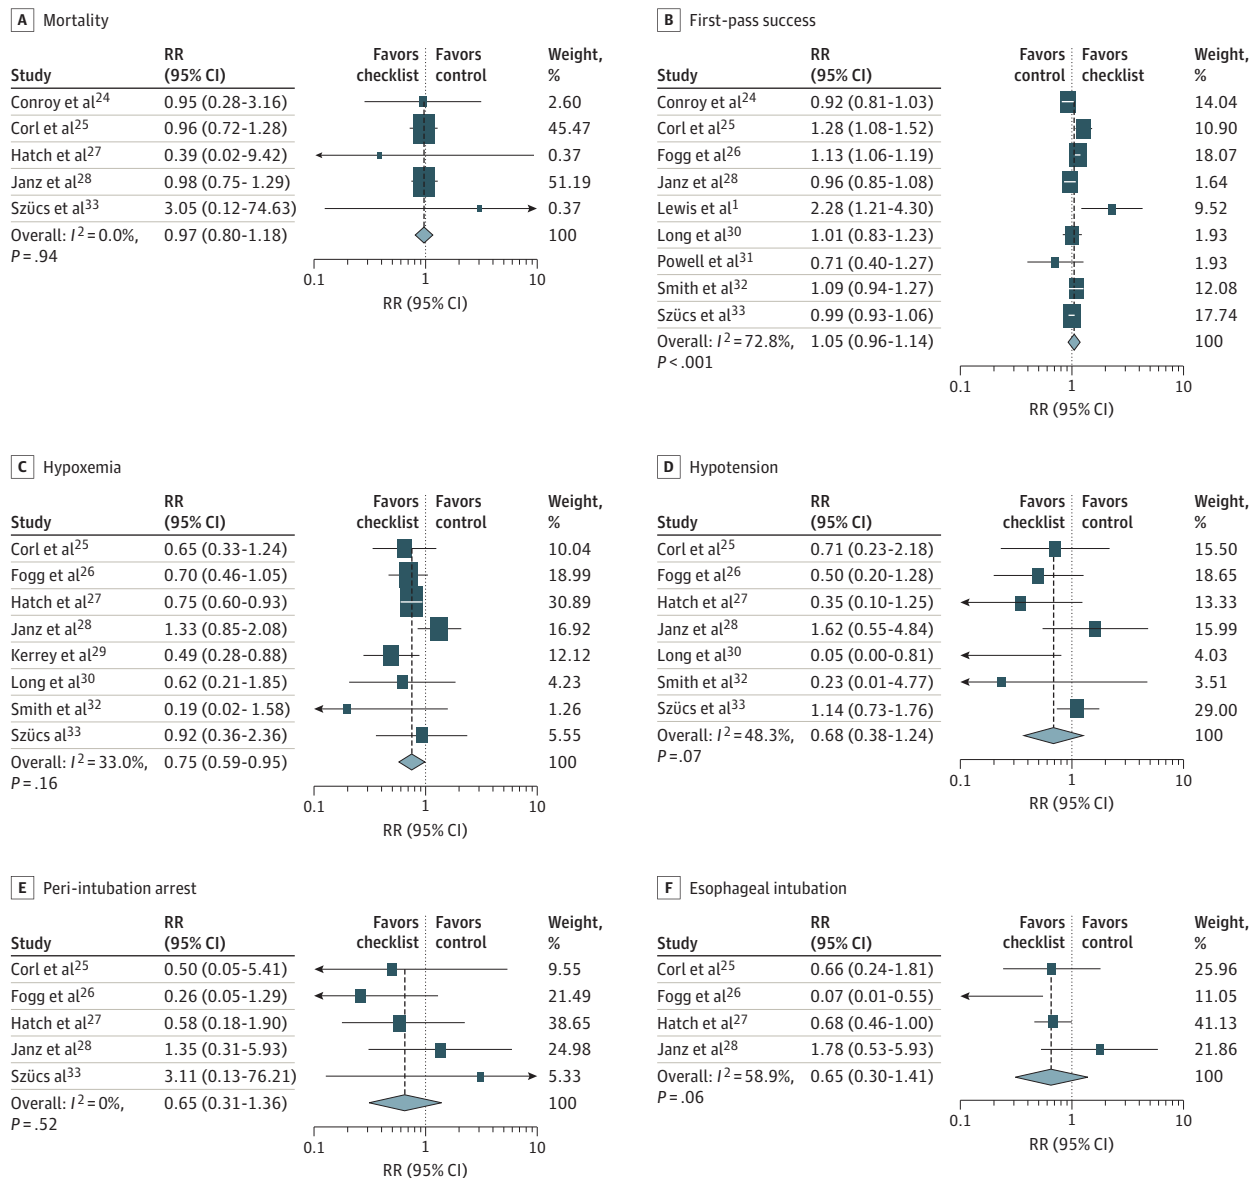 A Mortality
Study RR (95% CI) Favors checklist Favors control Weight, %
Conroy et al24 0.95 (0.28-3.16) 2.60
Corl et al25 0.96 (0.72-1.28) 45.47
Hatch et al27 0.39 (0.02-9.42) 0.37
Janz et al28 0.98 (0.75- 1.29) 51.19
Szücs et al33 3.05 (0.12-74.63) 0.37
Overall: I2 = 0.0%, 0.97 (0.80-1.18) 100
P = .94
0.1 1 10
RR (95% CI)
B First-pass success
Study RR (95% CI) Favors control Favors checklist Weight, %
Conroy et al24 0.92 (0.81-1.03) 14.04
Corl et al25 1.28 (1.08-1.52) 10.90
Fogg et al26 1.13 (1.06-1.19) 18.07
Janz et al28 0.96 (0.85-1.08) 1.64
Lewis et al1 2.28 (1.21-4.30) 9.52
Long et al30 1.01 (0.83-1.23) 1.93
Powell et al31 0.71 (0.40-1.27) 1.93
Smith et al32 1.09 (0.94-1.27) 12.08
Szücs et al33 0.99 (0.93-1.06) 17.74
Overall: I2 = 72.8%, 1.05 (0.96-1.14) 100
P < .001
0.1 1 10
RR (95% CI)
C Hypoxemia
Study RR (95% CI) Favors checklist Favors control Weight, %
Corl et al25 0.65 (0.33-1.24) 10.04
Fogg et al26 0.70 (0.46-1.05) 18.99
Hatch et al27 0.75 (0.60-0.93) 30.89
Janz et al28 1.33 (0.85-2.08) 16.92
Kerrey et al29 0.49 (0.28-0.88) 12.12
Long et al30 0.62 (0.21-1.85) 4.23
Smith et al32 0.19 (0.02- 1.58) 1.26
Szücs al33 0.92 (0.36-2.36) 5.55
Overall: I2 = 33.0%, 0.75 (0.59-0.95) 100
P = .16
0.1 1 10
RR (95% CI)
D Hypotension
Study RR (95% CI) Favors checklist Favors control Weight, %
Corl et al25 0.71 (0.23-2.18) 15.50
Fogg et al26 0.50 (0.20-1.28) 18.65
Hatch et al27 0.35 (0.10-1.25) 13.33
Janz et al28 1.62 (0.55-4.84) 15.99
Long et al30 0.05 (0.00-0.81) 4.03
Smith et al32 0.23 (0.01-4.77) 3.51
Szücs et al33 1.14 (0.73-1.76) 29.00
Overall: I2 = 48.3%, 0.68 (0.38-1.24) 100
P = .07
0.1 1 10
RR (95% CI)
E Peri-intubation arrest
Study RR (95% CI) Favors checklist Favors control Weight, %
Corl et al25 0.50 (0.05-5.41) 9.55
Fogg et al26 0.26 (0.05-1.29) 21.49
Hatch et al27 0.58 (0.18-1.90) 38.65
Janz et al28 1.35 (0.31-5.93) 24.98
Szücs al33 3.11 (0.13-76.21) 5.33
Overall: I2 = 0%, 0.65 (0.31-1.36) 100
P = .52
0.1 1 10
RR (95% CI)
F Esophageal intubation
Study RR (95% CI) Favors checklist Favors control Weight, %
Corl et al25 0.66 (0.24-1.81) 25.96
Fogg et al26 0.07 (0.01-0.55) 11.05
Hatch et al27 0.68 (0.46-1.00) 41.13
Janz et al28 1.78 (0.53-5.93) 21.86
Overall: I2 = 58.9%, 0.65 (0.30-1.41) 100
P = .06
0.1 1 10
RR (95% CI)